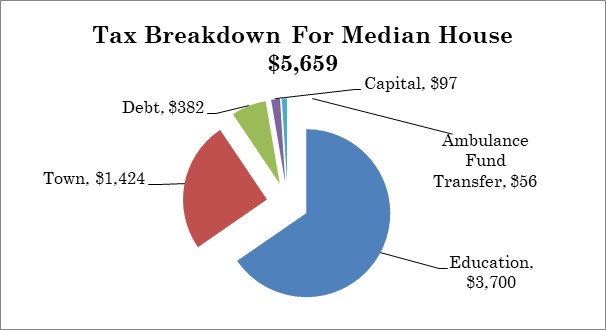 Tax Breakdown For Median House
$5,659
Capital, $97
Debt, $382
Ambulance
Fund
Transfer, $56
Town, $1,424
Education,
$3,700